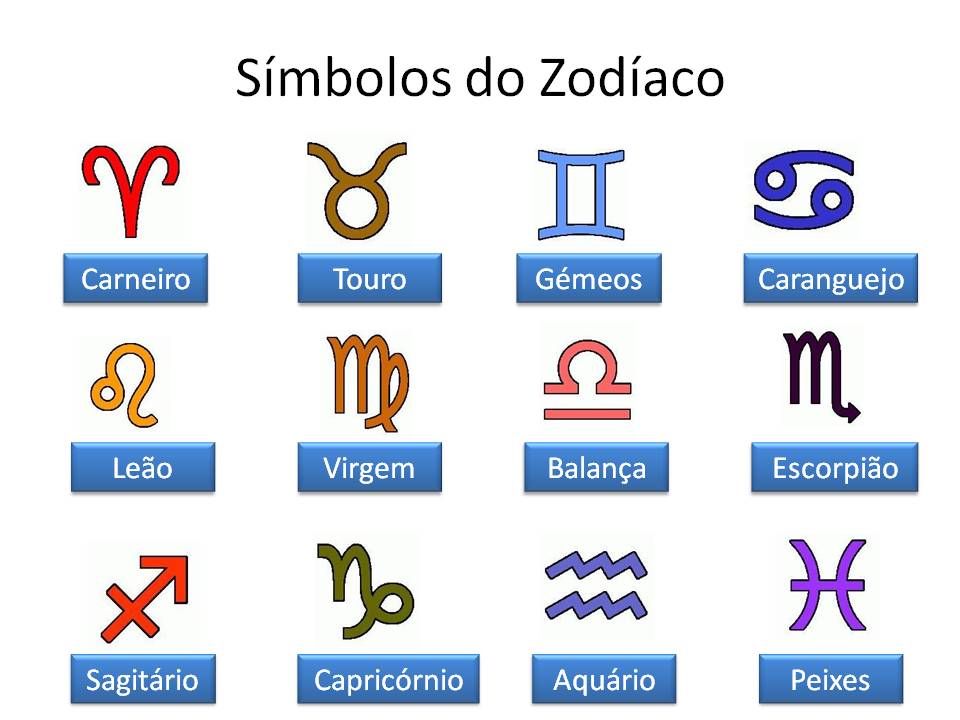 Símbolos do Zodíaco
Carneiro
Touro
Gémeos
Caranguejo
Leão
Virgem
Balança
Escorpião
Sagitário
Capricórnio
Aquário
Peixes